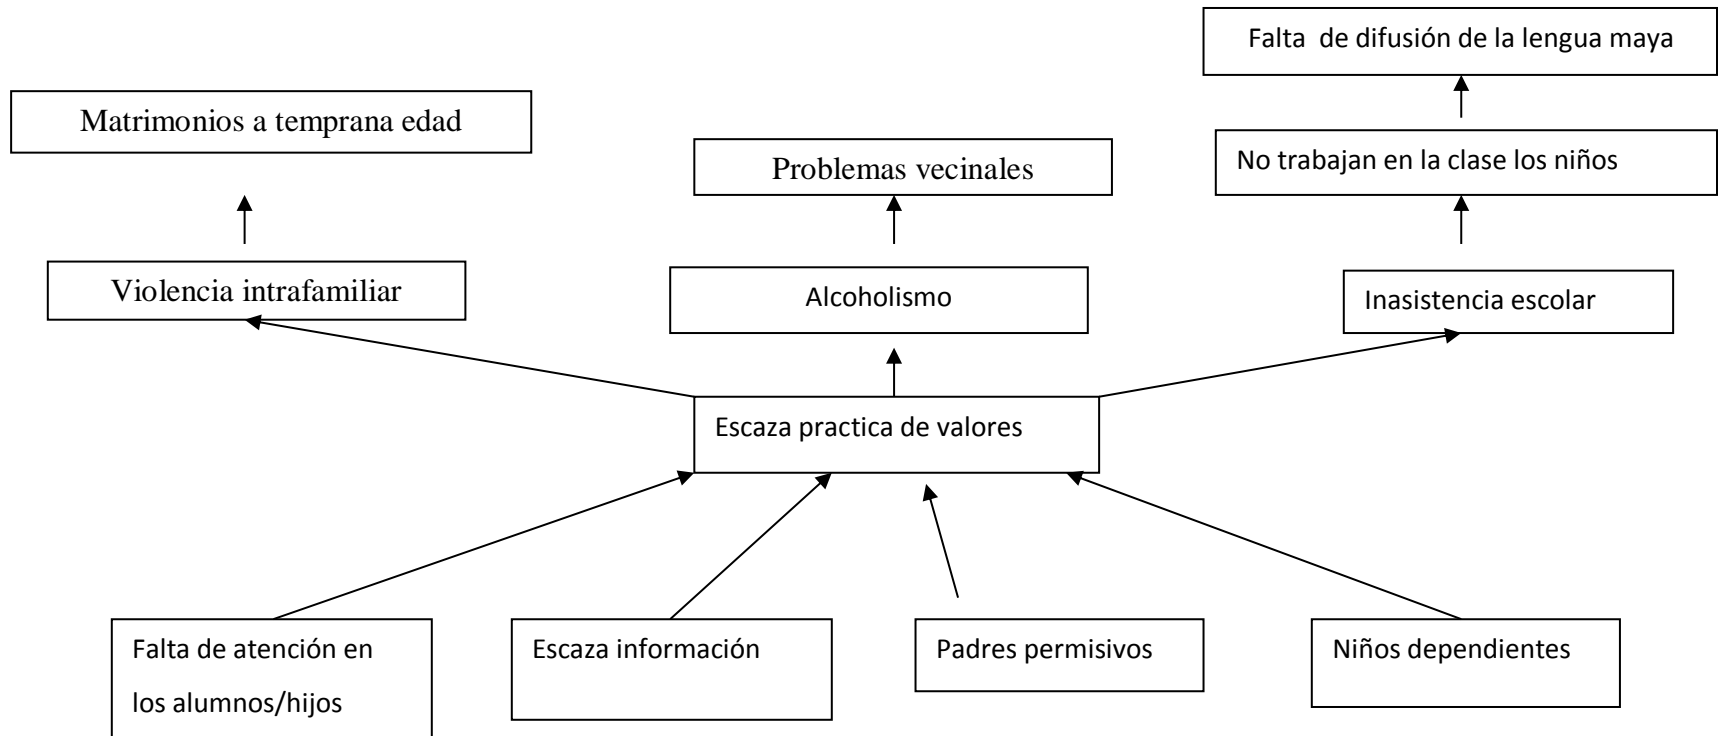 Falta de difusión de la lengua maya
Matrimonios a temprana edad
Problemas vecinales
No trabajan en la clase los niños
Violencia intrafamiliar
Alcoholismo
Inasistencia escolar
Escaza practica de valores
Falta de atención en
los alumnos/hijos
Escaza información
Padres permisivos
Niños dependientes